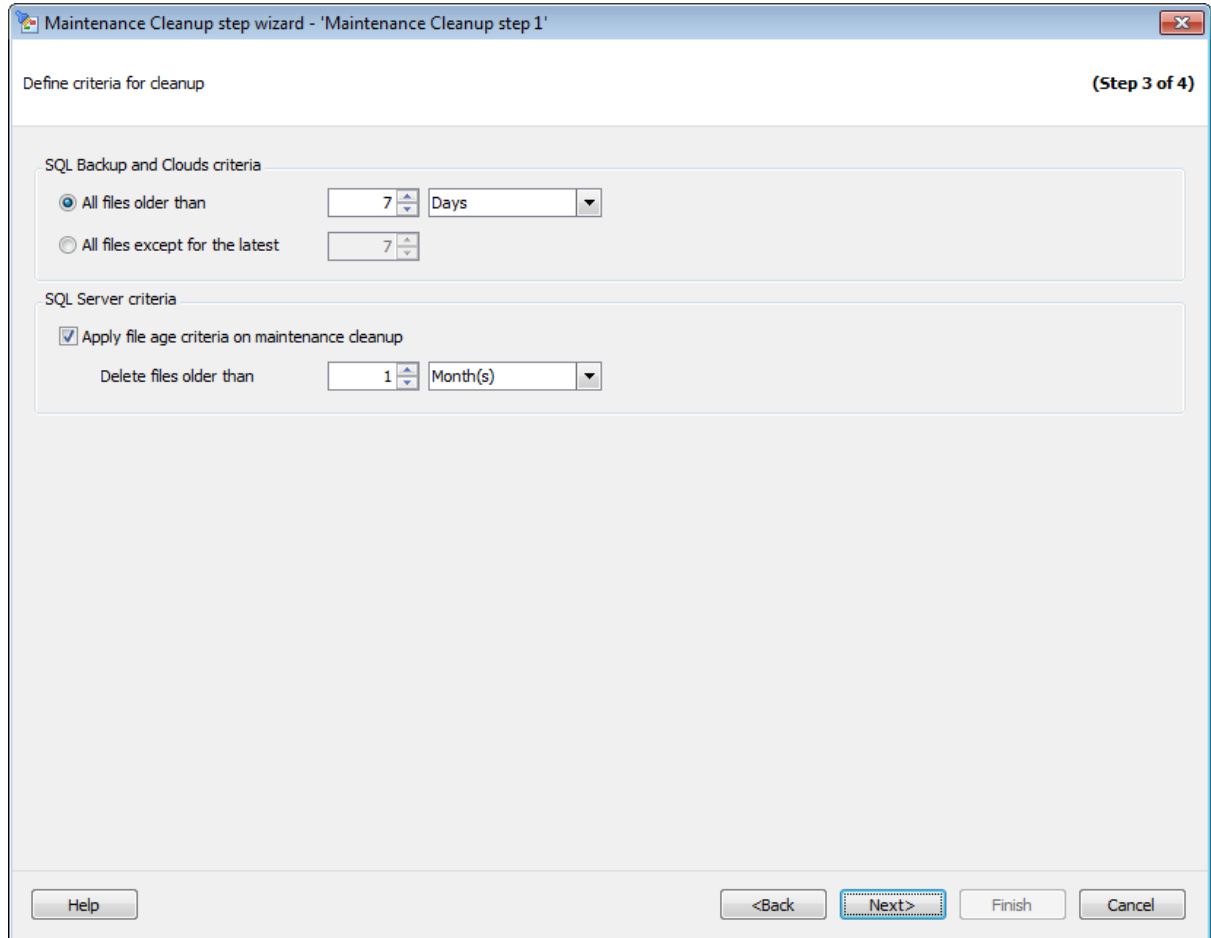 Maintenance Cleanup step wizard - 'Maintenance Cleanup step 1'
Define criteria for cleanup (Step 3 of 4)
SQL Backup and Clouds criteria
All files older than 7 Days
All files except for the latest 7
SQL Server criteria
Apply file age criteria on maintenance cleanup
Delete files older than 1 Month(s)
Help <Back Next> Finish Cancel